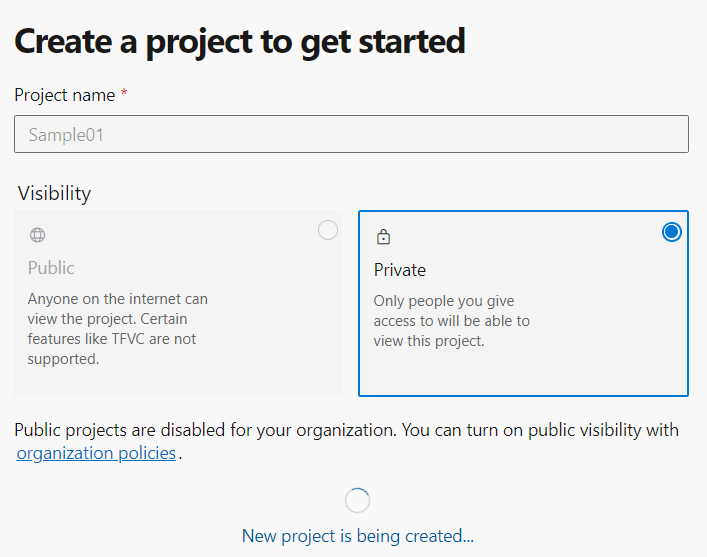 Create a project to get started
Project name *
Sample01
Visibility
Public
Anyone on the internet can
view the project. Certain
features like TFVC are not
supported.
Private
Only people you give
access to will be able to
view this project.
Public projects are disabled for your organization. You can turn on public visibility with
organization policies.
New project is being created...